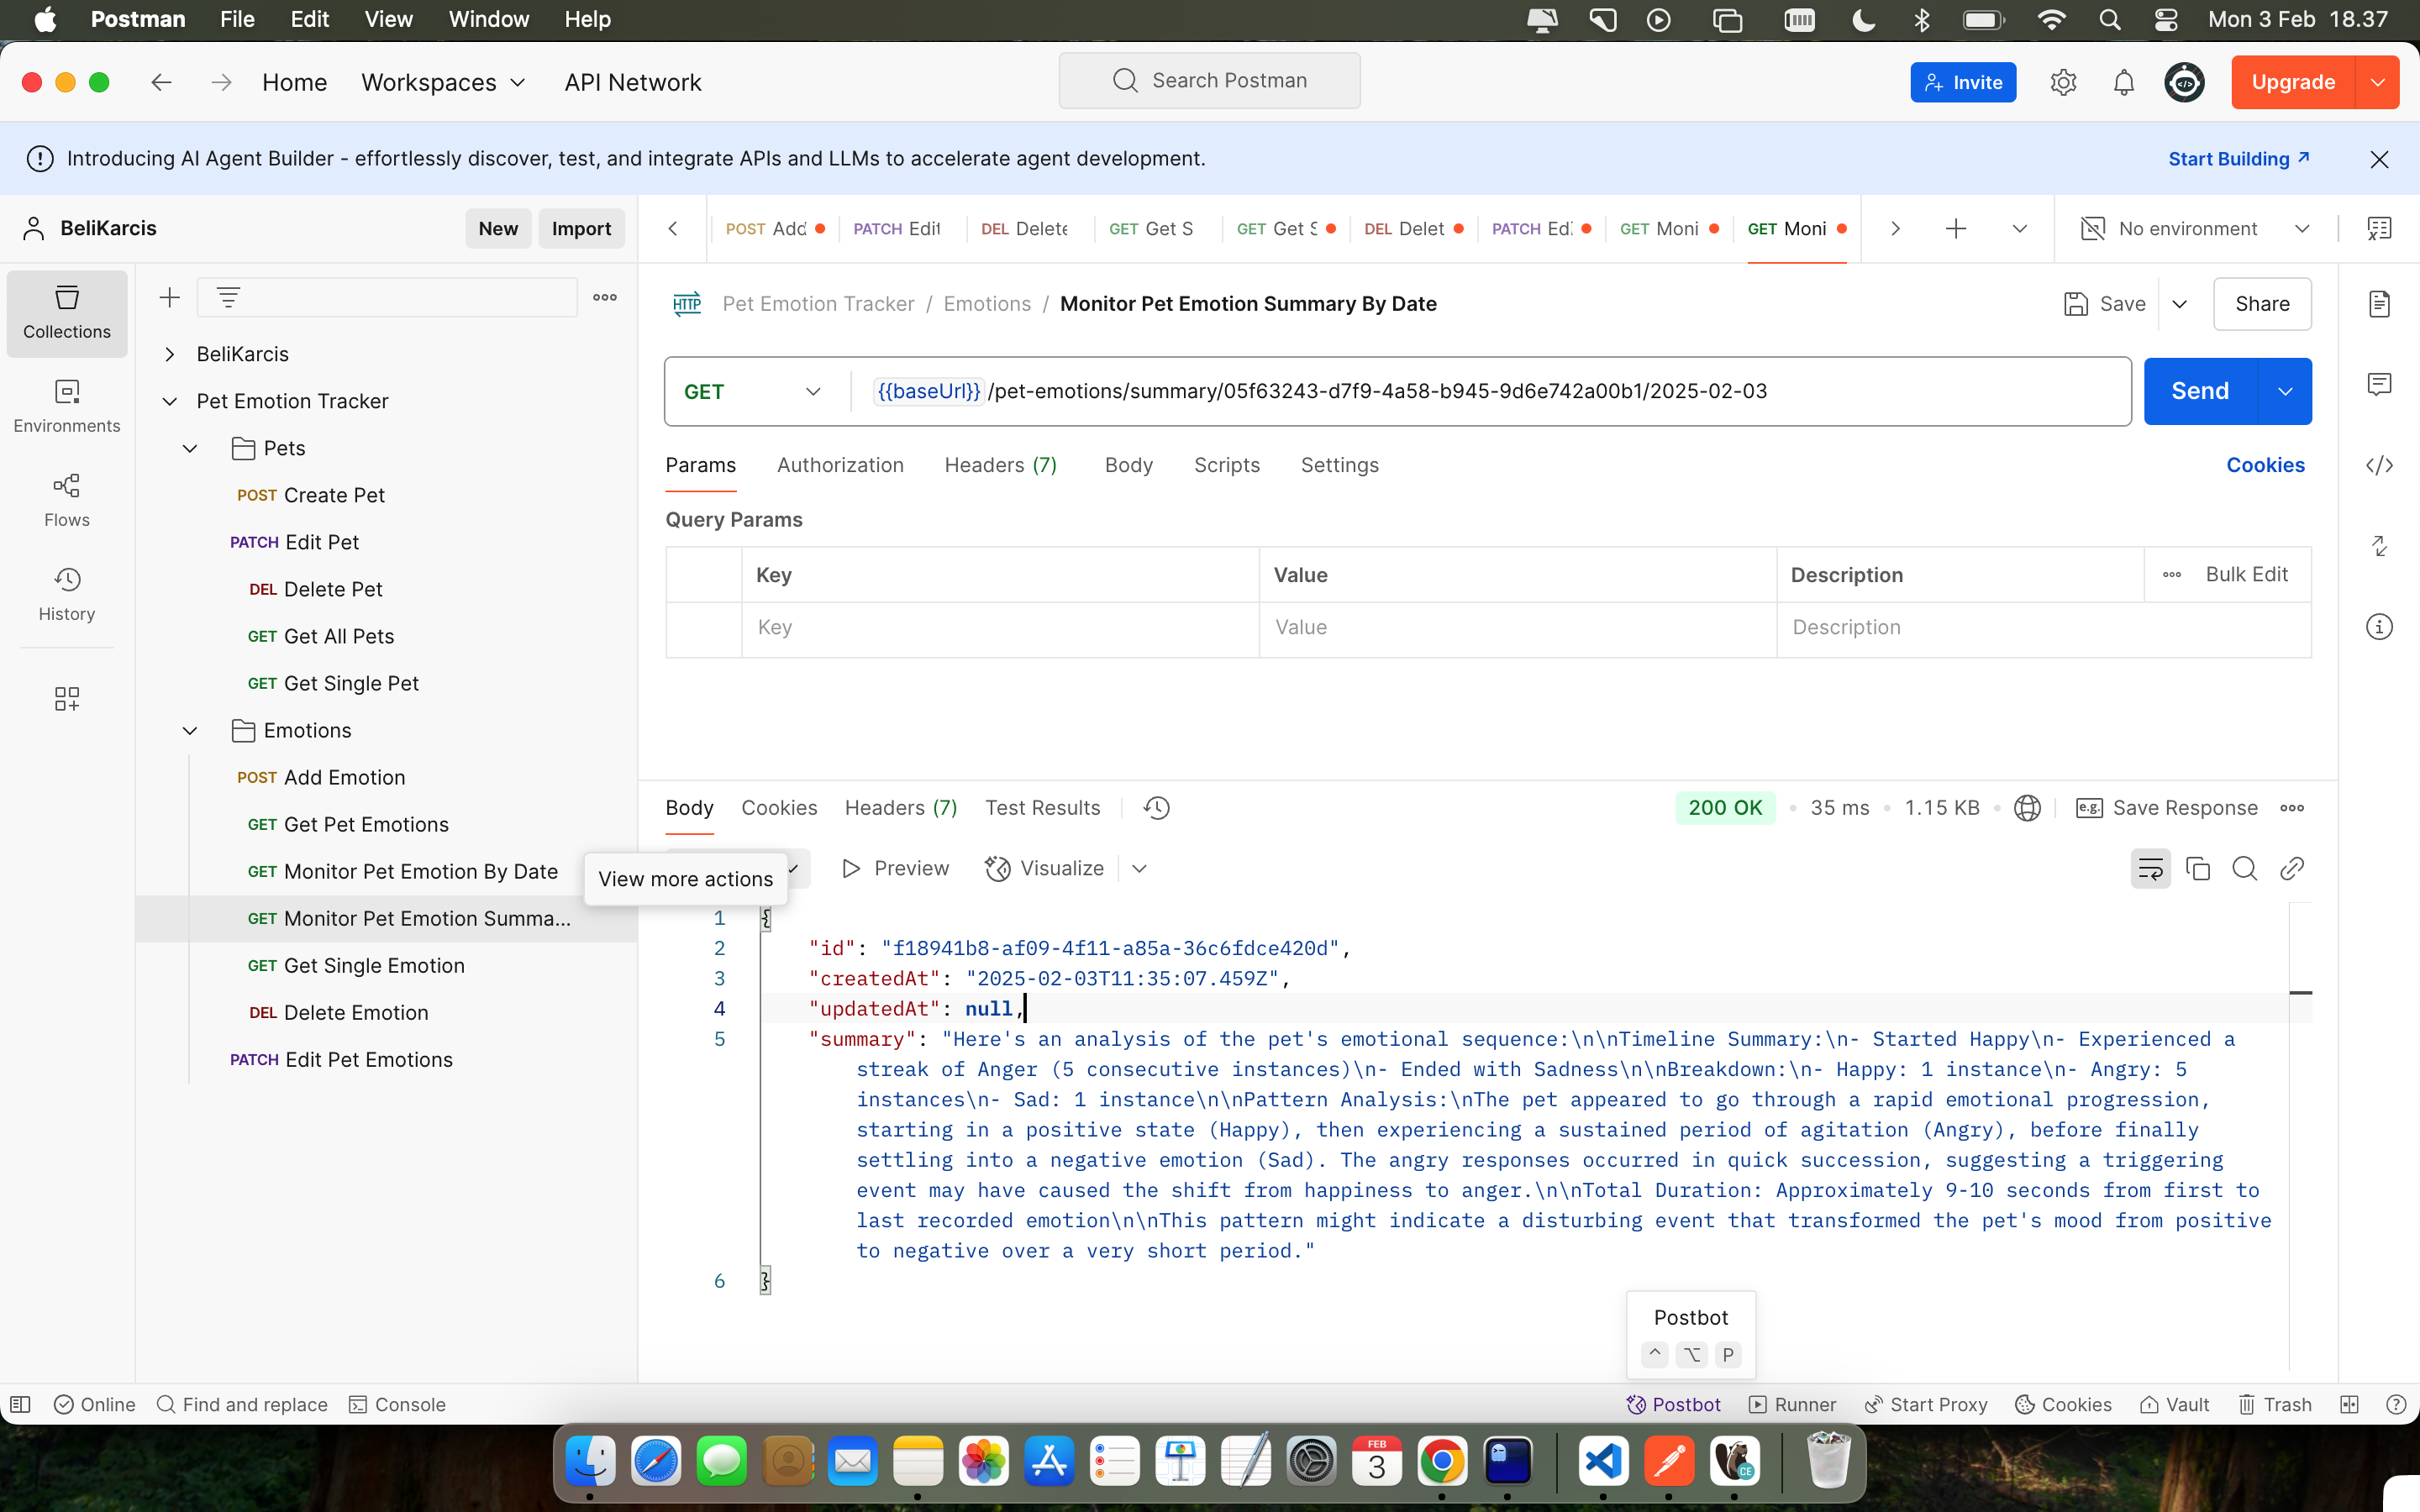 Postman File Edit View Window Help Mon 3 Feb 18.37
Home Workspaces API Network Search Postman Invite Upgrade
Introducing AI Agent Builder - effortlessly discover, test, and integrate APIs and LLMs to accelerate agent development. Start Building
BeliKarcis New Import
POST Add PATCH Edit DEL Delete GET Get S GET Get S DEL Delet PATCH Edi GET Moni GET Moni No environment
Collections
Environments
Flows
History
BeliKarcis
Pet Emotion Tracker
Pets
POST Create Pet
PATCH Edit Pet
DEL Delete Pet
GET Get All Pets
GET Get Single Pet
Emotions
POST Add Emotion
GET Get Pet Emotions
GET Monitor Pet Emotion By Date
GET Monitor Pet Emotion Summa...
GET Get Single Emotion
DEL Delete Emotion
PATCH Edit Pet Emotions
View more actions
HTTP Pet Emotion Tracker / Emotions / Monitor Pet Emotion Summary By Date Save Share
GET {{baseUrl}}/pet-emotions/summary/05f63243-d7f9-4a58-b945-9d6e742a00b1/2025-02-03 Send
Params Authorization Headers (7) Body Scripts Settings Cookies
Query Params
Key Value Description Bulk Edit
Key Value Description
Body Cookies Headers (7) Test Results 200 OK 35 ms 1.15 KB e.g. Save Response
Preview Visualize
1 {
2 "id": "f18941b8-af09-4f11-a85a-36c6fdce420d",
3 "createdAt": "2025-02-03T11:35:07.459Z",
4 "updatedAt": null,
5 "summary": "Here's an analysis of the pet's emotional sequence:\n\nTimeline Summary:\n- Started Happy\n- Experienced a
streak of Anger (5 consecutive instances)\n- Ended with Sadness\n\nBreakdown:\n- Happy: 1 instance\n- Angry: 5
instances\n- Sad: 1 instance\n\nPattern Analysis:\nThe pet appeared to go through a rapid emotional progression,
starting in a positive state (Happy), then experiencing a sustained period of agitation (Angry), before finally
settling into a negative emotion (Sad). The angry responses occurred in quick succession, suggesting a triggering
event may have caused the shift from happiness to anger.\n\nTotal Duration: Approximately 9-10 seconds from first to
last recorded emotion\n\nThis pattern might indicate a disturbing event that transformed the pet's mood from positive
to negative over a very short period."
6 }
Postbot
^ ⌥ P
Online Find and replace Console Postbot Runner Start Proxy Cookies Vault Trash
FEB
3
CE